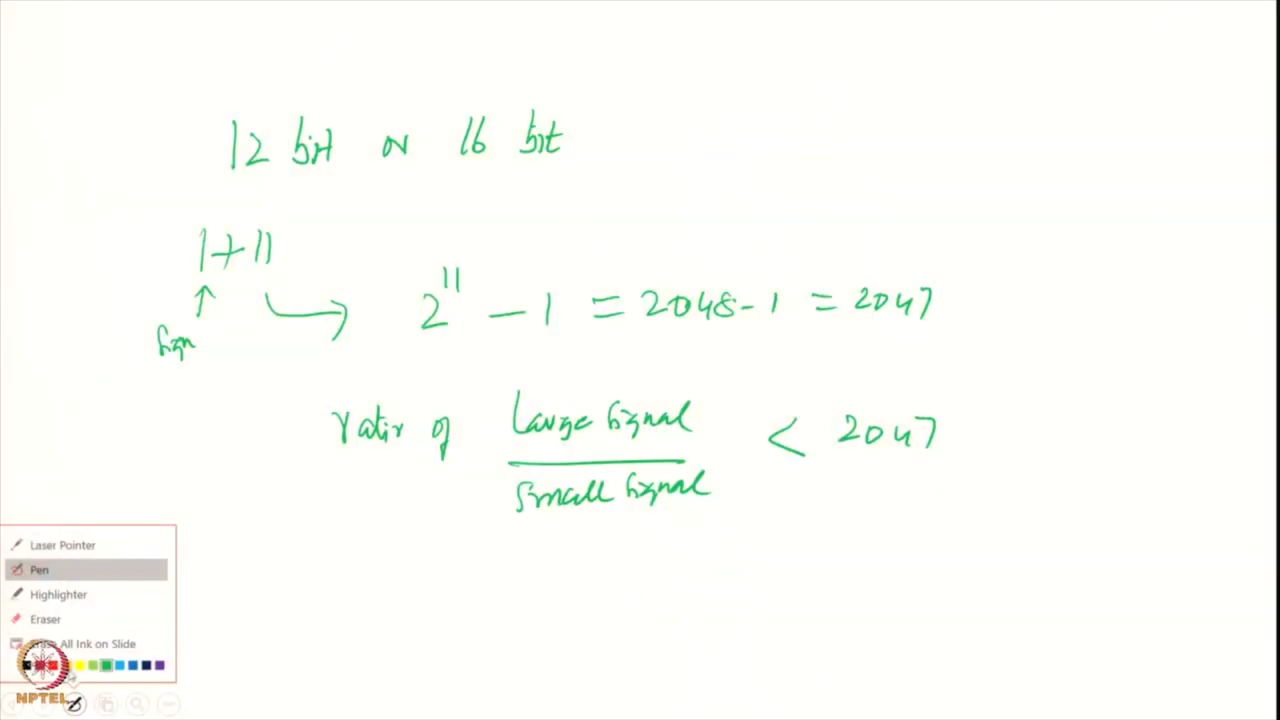 12 bit or 16 bit
1+11
Sign
2^11 - 1 = 2048-1 = 2047
ratio of Large Signal / Small Signal < 2047
Laser Pointer
Pen
Highlighter
Eraser
All Ink on Slide
NPTEL